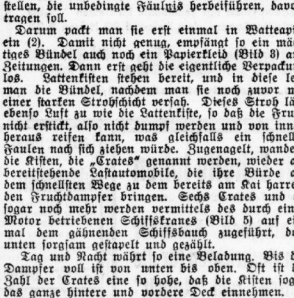 stellen, die unbedingte Fäulnis herbeiführen, davo
tragen soll.
Darum packt man sie erst einmal in Watteapi
ein (2). Damit nicht genug, empfängt so ein mäc
tiges Bündel auch noch ein Papierkleid (Bild 3) a
Zeitungen. Dann erst geht die eigentliche Verpacku
los. Lattenkisten stehen bereit, und in diese le
man die Bündel, nachdem man sie noch zuvor m
einer starken Strohschicht versah. Dieses Stroh lä
ebenso Luft zu wie die Lattenkiste, so daß die Fru
nicht erstickt, also nicht dumpf werden und von inn
heraus reifen kann, was gleichfalls ein schnell
Faulen nach sich ziehen würde. Zugenagelt, wande
die Kisten, die „Crates" genannt werden, wieder a
bereitstehende Lastautomobile, die ihre Bürde a
dem schnellsten Wege zu dem bereits am Kai harre
den Fruchtdampfer bringen. Sechs Crates und
sogar noch mehr werden vermittels des durch ein
Motor betriebenen Schiffskranes (Bild 5) auf ei
mal dem gähnenden Schiffsbauch zugeführt, d
unten sorgsam gestapelt und gezählt.
Tag und Nacht währt so eine Beladung. Bis d
Dampfer voll ist von unten bis oben. Oft ist
Zahl der Crates eine so hohe, daß die Kisten sog
das ganze hintere und vordere Deck einnehmen.